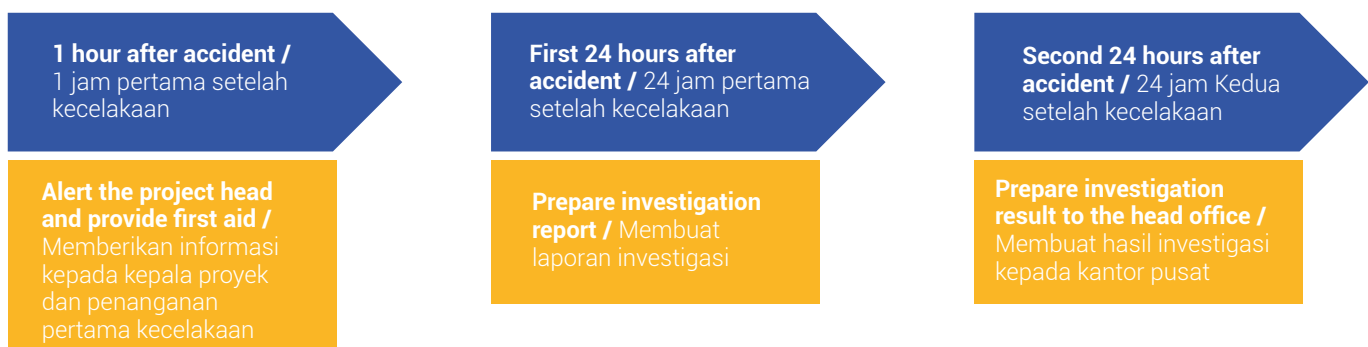 1 hour after accident /
1 jam pertama setelah
kecelakaan
Alert the project head
and provide first aid /
Memberikan informasi
kepada kepala proyek
dan penanganan
pertama kecelakaan
First 24 hours after
accident / 24 jam pertama
setelah kecelakaan
Prepare investigation
report / Membuat
laporan investigasi
Second 24 hours after
accident / 24 jam Kedua
setelah kecelakaan
Prepare investigation
result to the head office /
Membuat hasil investigasi
kepada kantor pusat